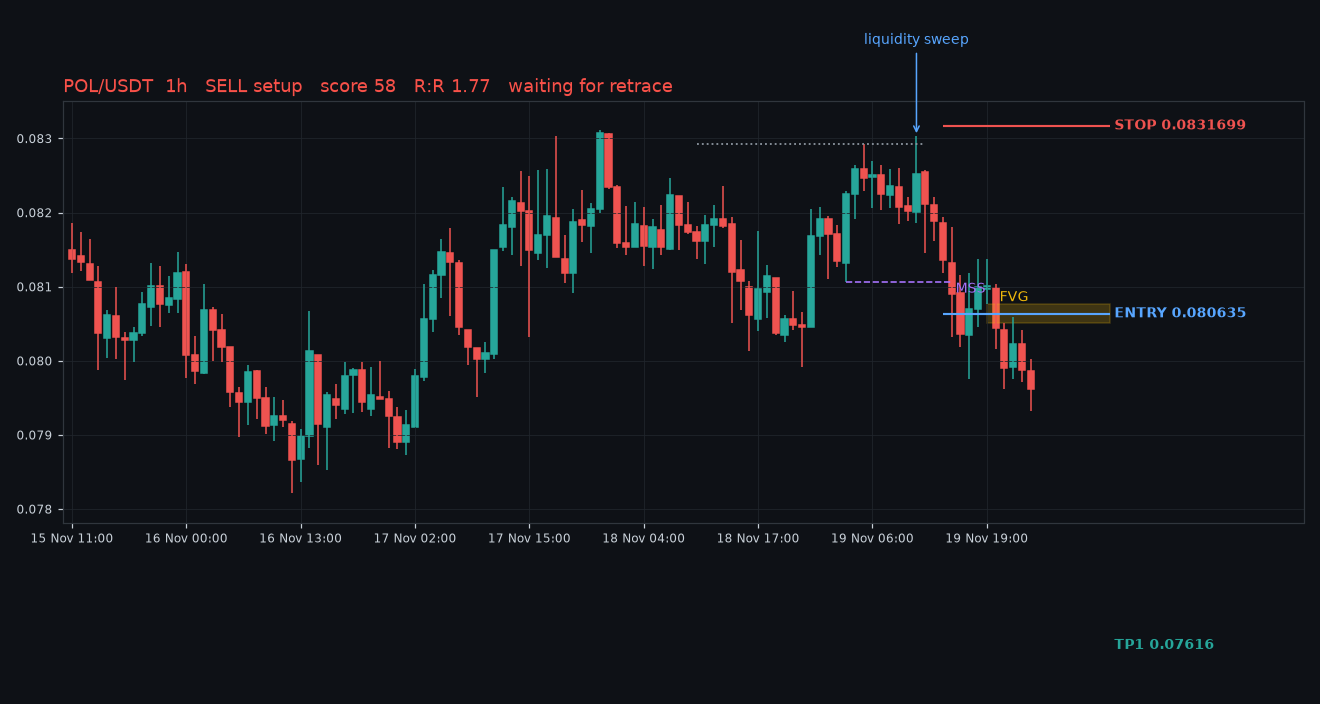 liquidity sweep
POL/USDT 1h SELL setup score 58 R:R 1.77 waiting for retrace
STOP 0.0831699
0.083
0.082
0.081
MSS
FVG
ENTRY 0.080635
0.080
0.079
0.078
15 Nov 11:00 16 Nov 00:00 16 Nov 13:00 17 Nov 02:00 17 Nov 15:00 18 Nov 04:00 18 Nov 17:00 19 Nov 06:00 19 Nov 19:00
TP1 0.07616